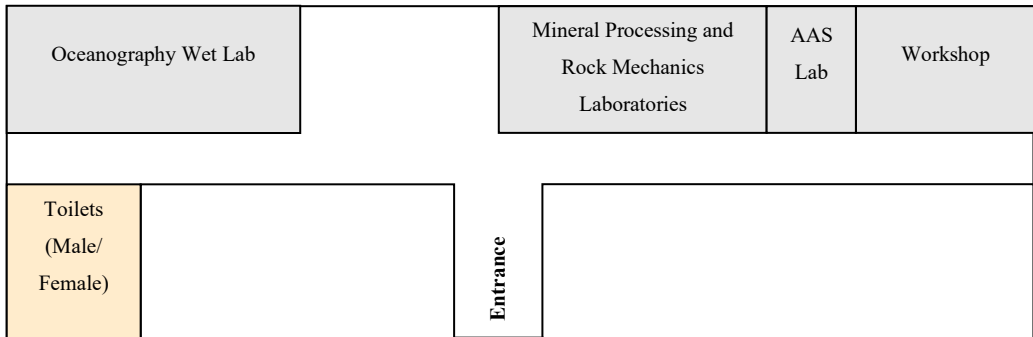 Oceanography Wet Lab
Mineral Processing and
Rock Mechanics
Laboratories
AAS
Lab
Workshop
Toilets
(Male/
Female)
Entrance